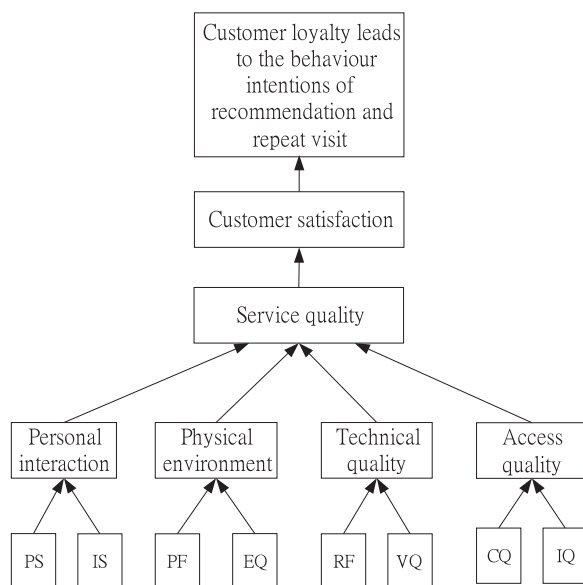 Customer loyalty leads
to the behaviour
intentions of
recommendation and
repeat visit
Customer satisfaction
Service quality
Personal
interaction
Physical
environment
Technical
quality
Access
quality
PS
IS
PF
EQ
RF
VQ
CQ
IQ